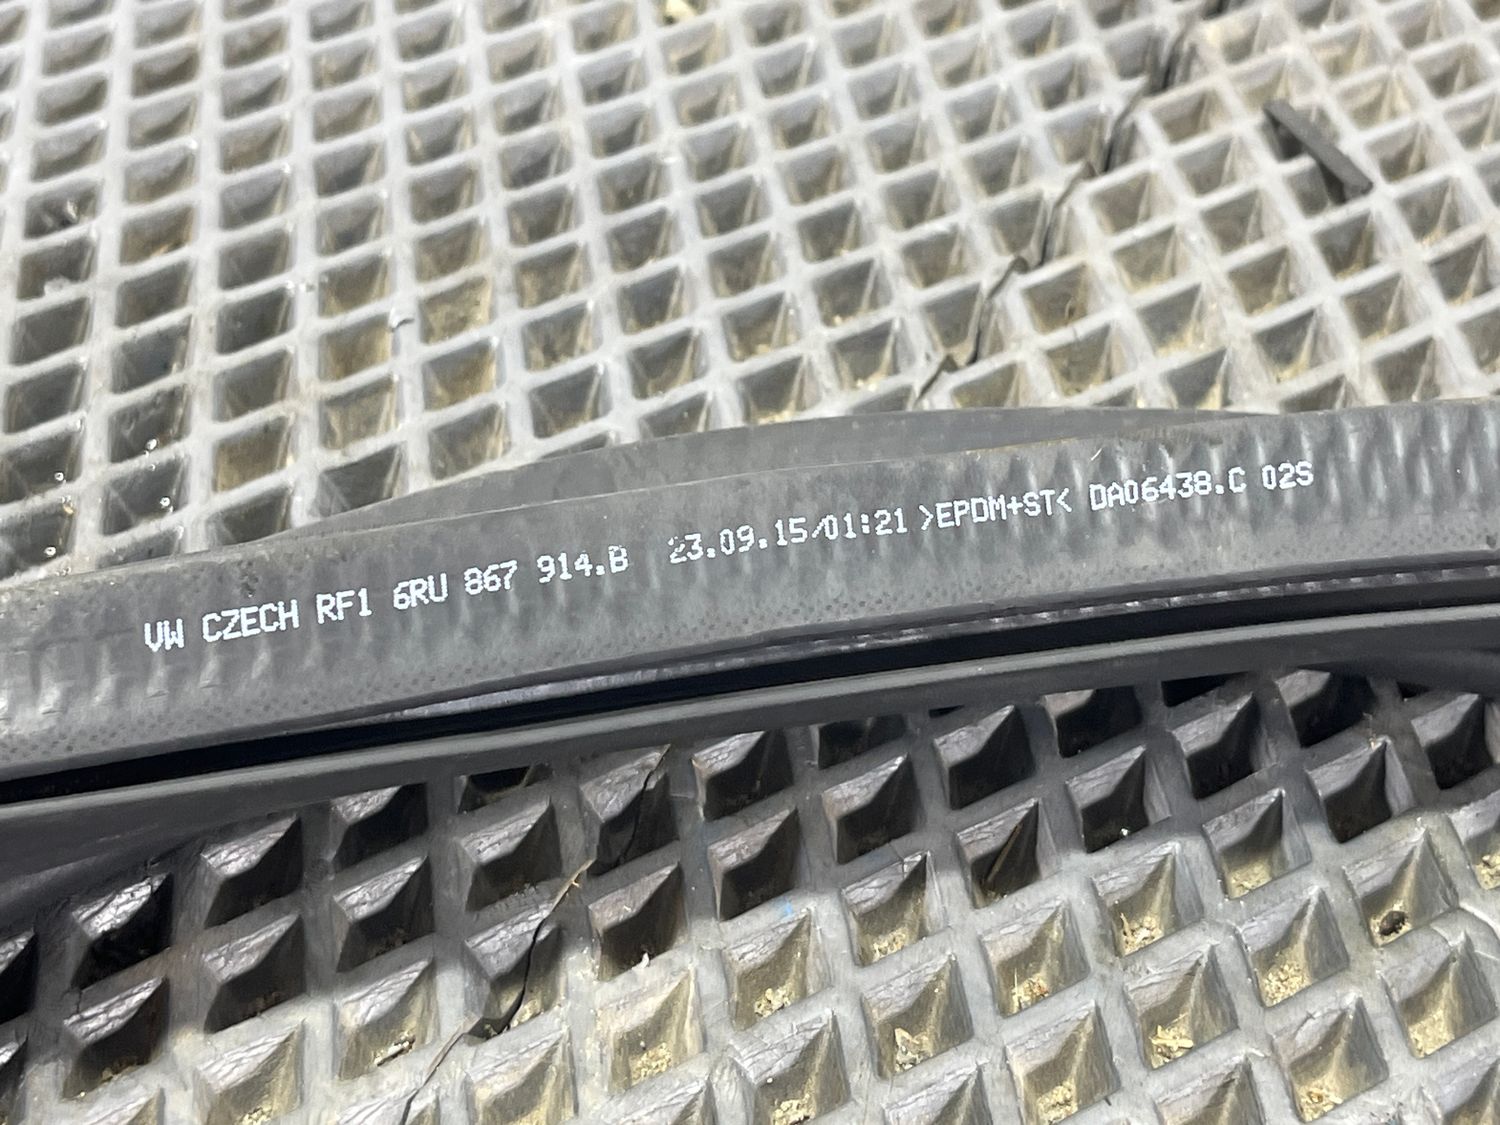 VW CZECH RF1 6RU 867 914.B 23.09.15/01:21 >EPDM+ST< DA06438.C 02S